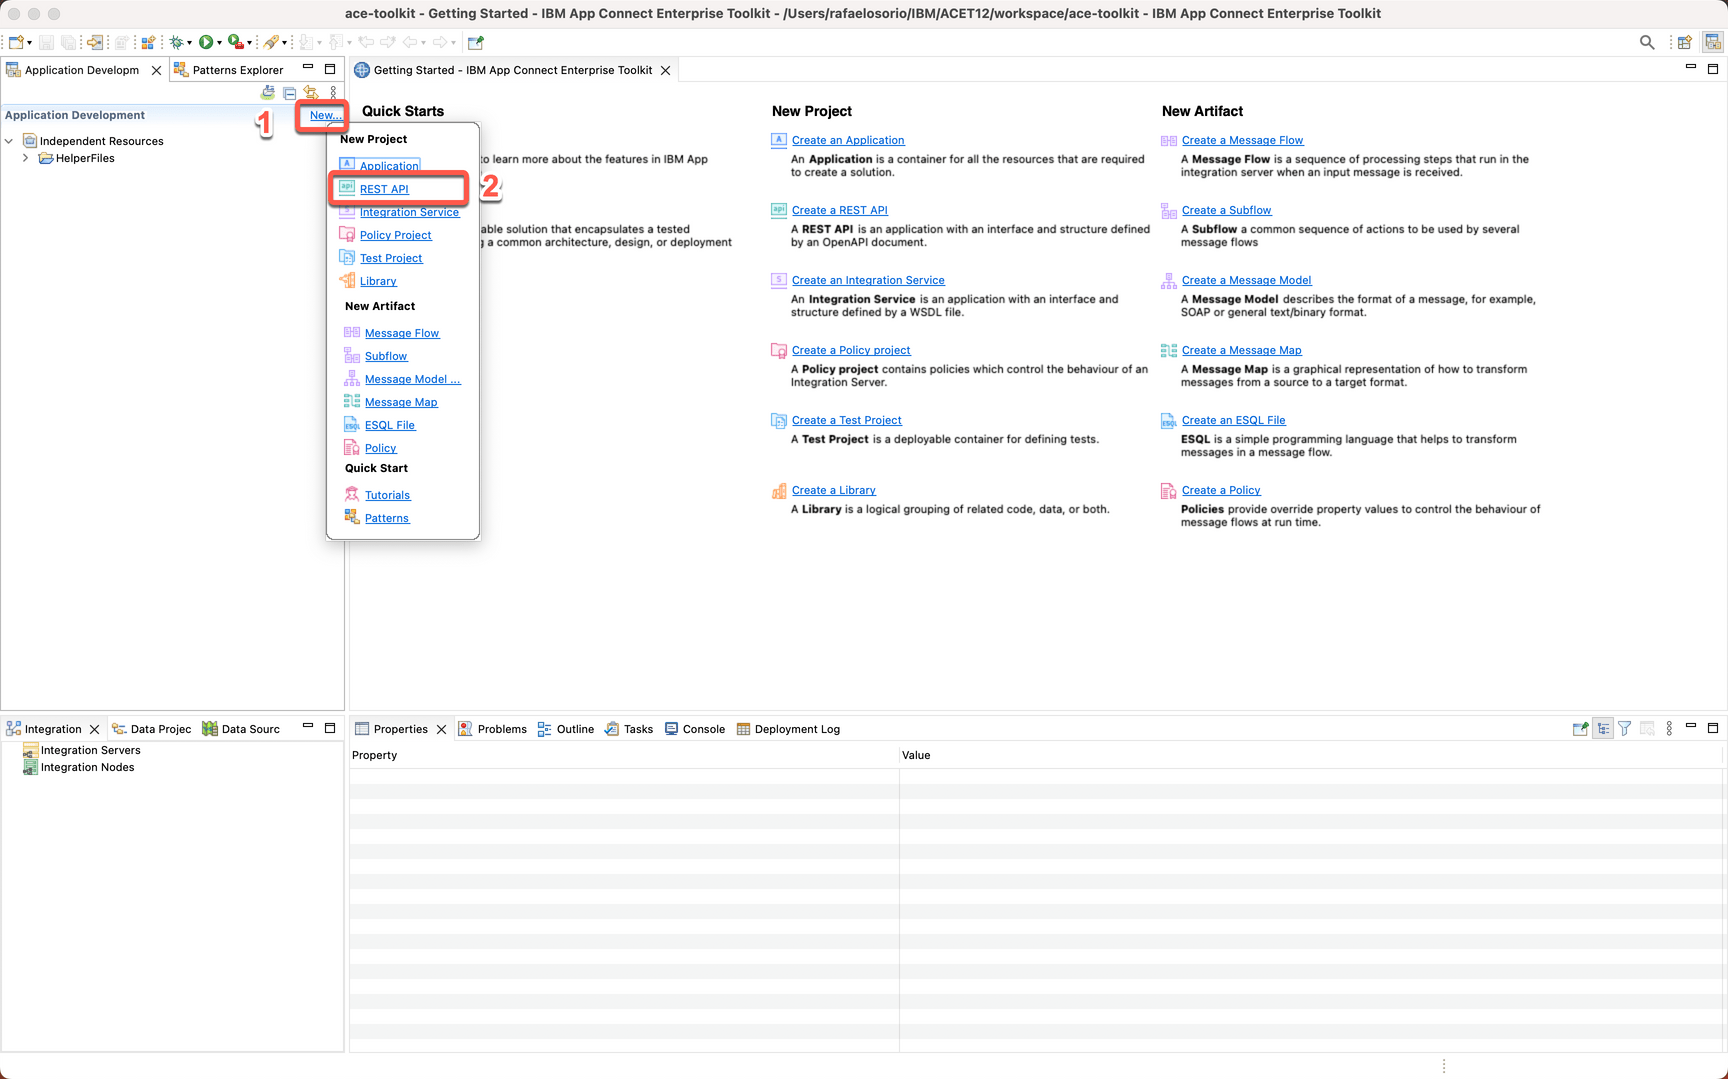 ace-toolkit - Getting Started - IBM App Connect Enterprise Toolkit - /Users/rafaelosorio/IBM/ACET12/workspace/ace-toolkit - IBM App Connect Enterprise Toolkit
Application Developm
Patterns Explorer
Getting Started - IBM App Connect Enterprise Toolkit
Application Development
New...
1
Independent Resources
HelperFiles
New Project
Application
REST API
2
Integration Service
Policy Project
Test Project
Library
New Artifact
Message Flow
Subflow
Message Model ...
Message Map
ESQL File
Policy
Quick Start
Tutorials
Patterns
Quick Starts
to learn more about the features in IBM App
able solution that encapsulates a tested
g a common architecture, design, or deployment
New Project
Create an Application
An Application is a container for all the resources that are required
to create a solution.
Create a REST API
A REST API is an application with an interface and structure defined
by an OpenAPI document.
Create an Integration Service
An Integration Service is an application with an interface and
structure defined by a WSDL file.
Create a Policy project
A Policy project contains policies which control the behaviour of an
Integration Server.
Create a Test Project
A Test Project is a deployable container for defining tests.
Create a Library
A Library is a logical grouping of related code, data, or both.
New Artifact
Create a Message Flow
A Message Flow is a sequence of processing steps that run in the
integration server when an input message is received.
Create a Subflow
A Subflow a common sequence of actions to be used by several
message flows
Create a Message Model
A Message Model describes the format of a message, for example,
SOAP or general text/binary format.
Create a Message Map
A Message Map is a graphical representation of how to transform
messages from a source to a target format.
Create an ESQL File
ESQL is a simple programming language that helps to transform
messages in a message flow.
Create a Policy
Policies provide override property values to control the behaviour of
message flows at run time.
Integration
Data Projec
Data Sourc
Integration Servers
Integration Nodes
Properties
Problems
Outline
Tasks
Console
Deployment Log
Property
Value